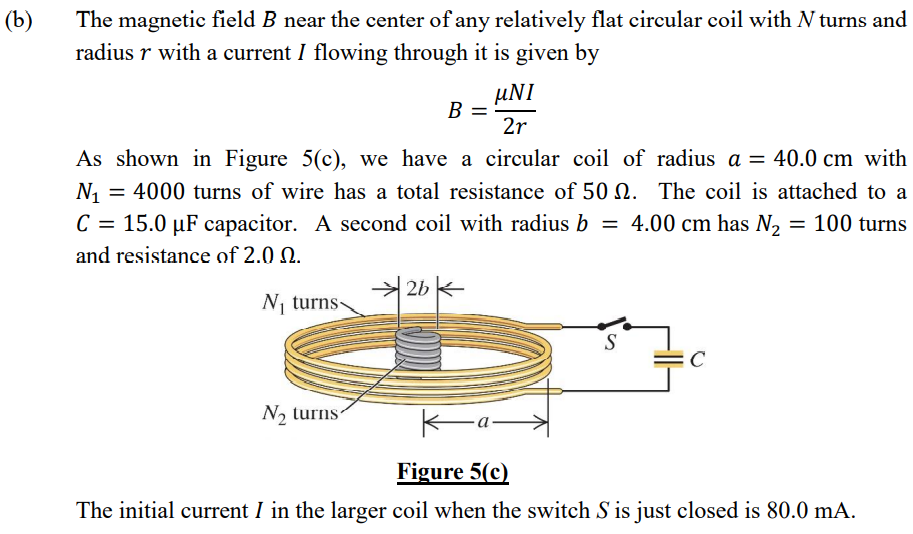 (b) The magnetic field B near the center of any relatively flat circular coil with N turns and
radius r with a current I flowing through it is given by
B = μNI / 2r
As shown in Figure 5(c), we have a circular coil of radius a = 40.0 cm with
N₁ = 4000 turns of wire has a total resistance of 50 Ω. The coil is attached to a
C = 15.0 μF capacitor. A second coil with radius b = 4.00 cm has N₂ = 100 turns
and resistance of 2.0 Ω.
2b
N₁ turns
S
C
N₂ turns
a
Figure 5(c)
The initial current I in the larger coil when the switch S is just closed is 80.0 mA.